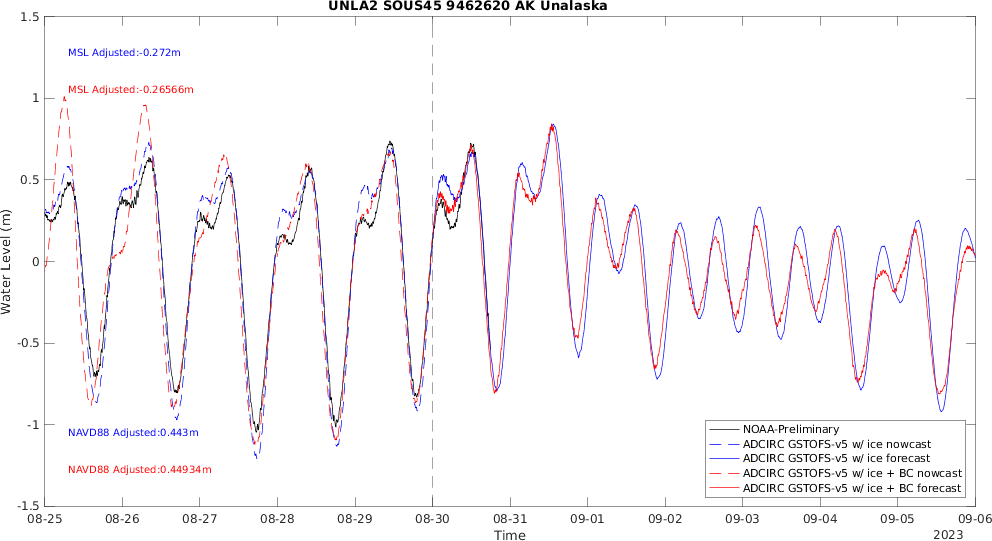 UNLA2 SOUS45 9462620 AK Unalaska
1.5
MSL Adjusted:-0.272m
MSL Adjusted:-0.26566m
1
0.5
0
-0.5
-1
-1.5
Water Level (m)
NAVD88 Adjusted:0.443m
NAVD88 Adjusted:0.44934m
NOAA-Preliminary
ADCIRC GSTOFS-v5 w/ ice nowcast
ADCIRC GSTOFS-v5 w/ ice forecast
ADCIRC GSTOFS-v5 w/ ice + BC nowcast
ADCIRC GSTOFS-v5 w/ ice + BC forecast
08-25 08-26 08-27 08-28 08-29 08-30 08-31 09-01 09-02 09-03 09-04 09-05 09-06
Time
2023